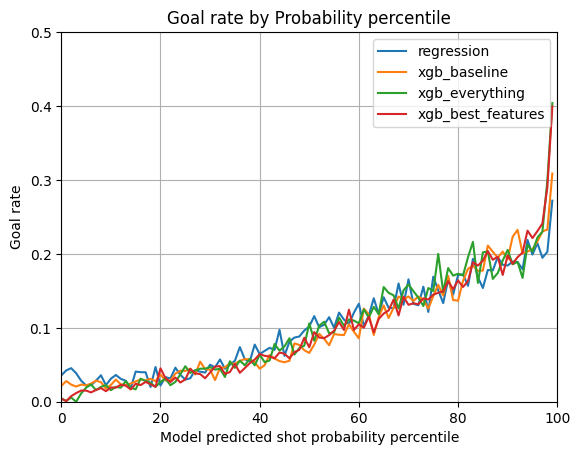 Goal rate by Probability percentile
0.5
0.4
0.3
0.2
0.1
0.0
Goal rate
regression
xgb_baseline
xgb_everything
xgb_best_features
0
20
40
60
80
100
Model predicted shot probability percentile